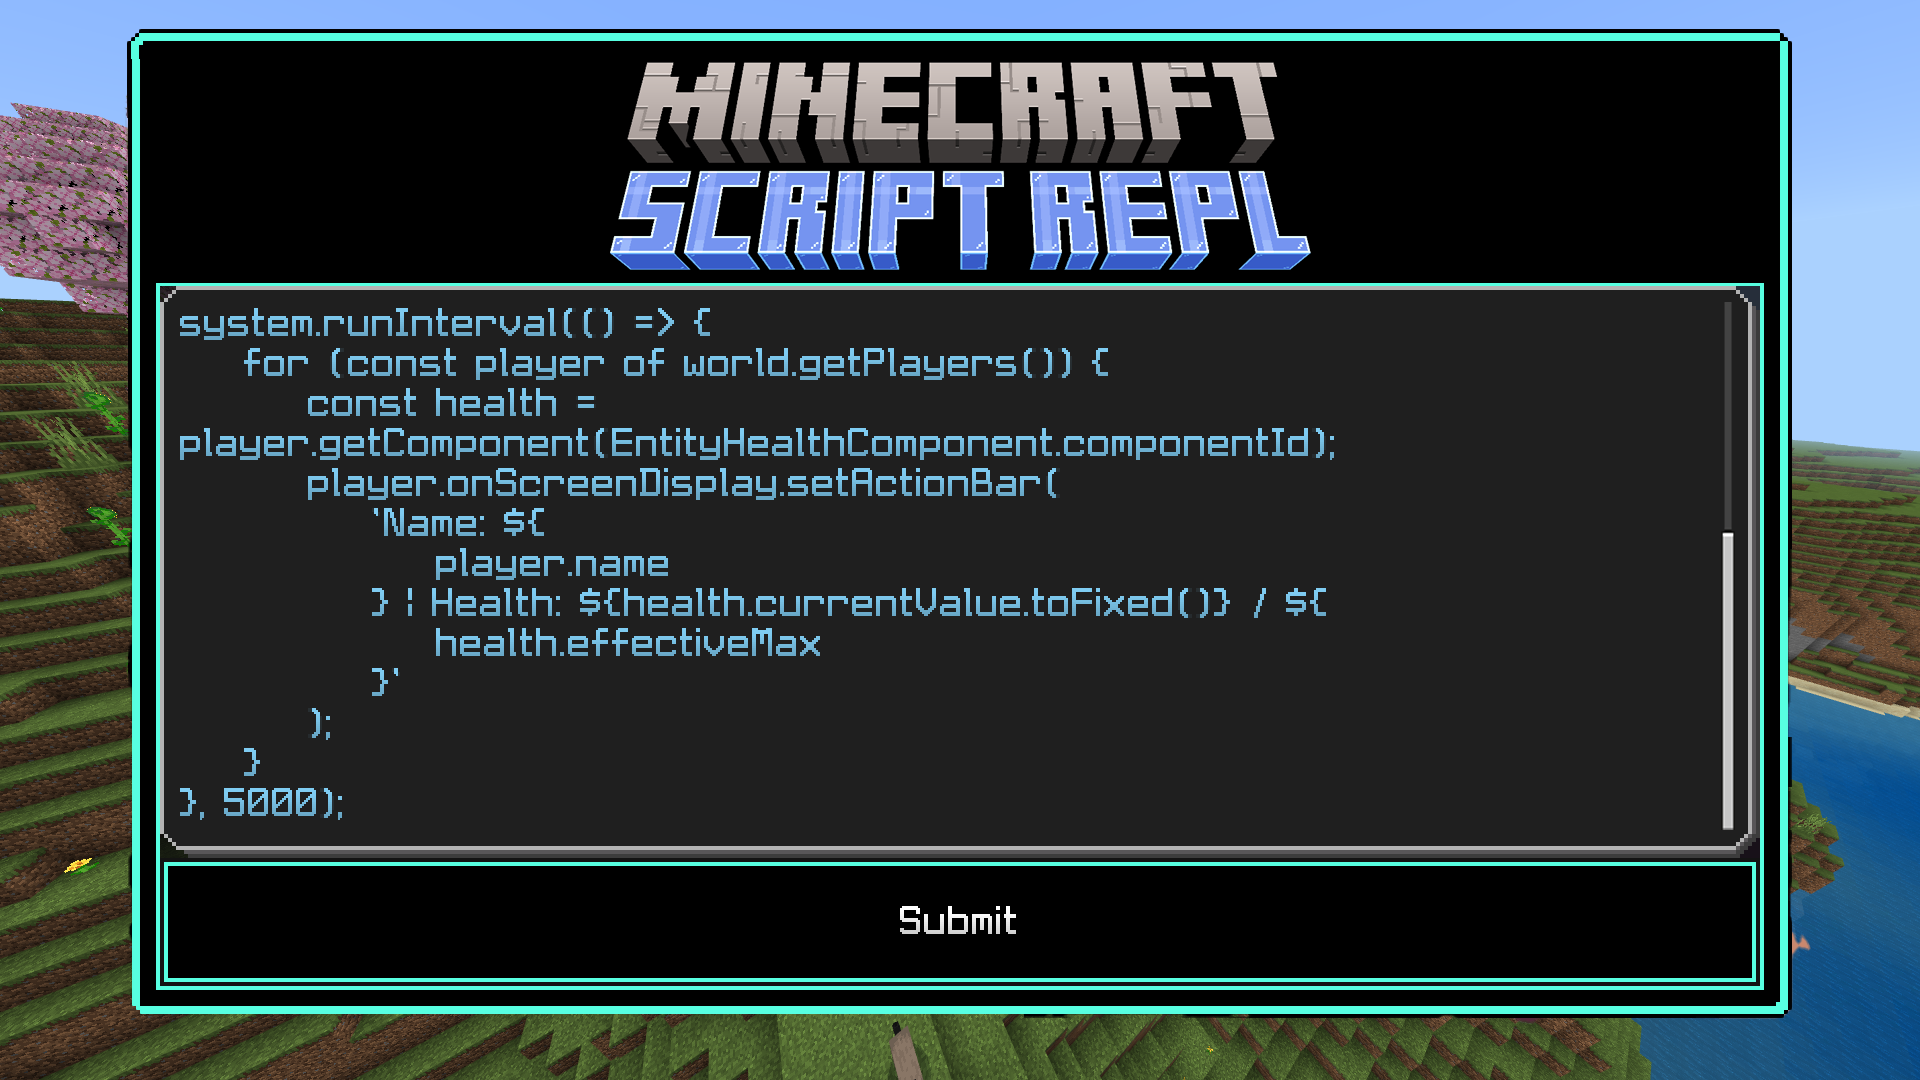 MINECRAFT
SCRIPT REPL
system.runInterval(() => {
    for (const player of world.getPlayers()) {
        const health =
player.getComponent(EntityHealthComponent.componentId);
        player.onScreenDisplay.setActionBar(
            `Name: ${
                player.name
            } | Health: ${health.currentValue.toFixed()} / ${
                health.effectiveMax
            }`
        );
    }
}, 5000);
Submit